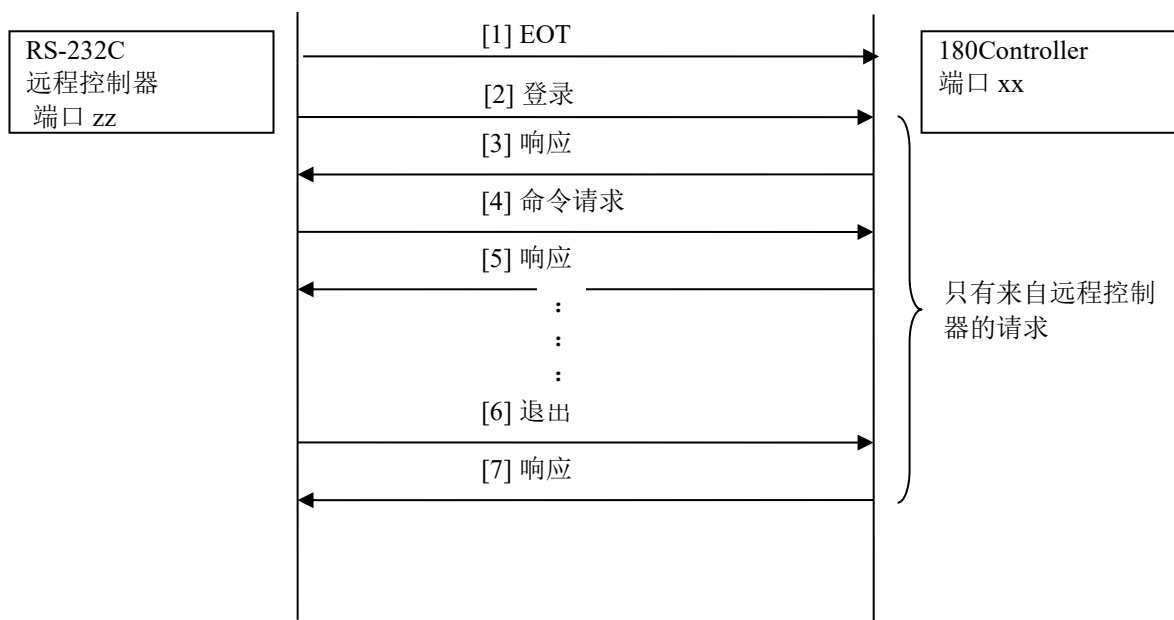 RS-232C
远程控制器
端口 zz
180Controller
端口 xx
[1] EOT
[2] 登录
[3] 响应
[4] 命令请求
[5] 响应
:
:
:
[6] 退出
[7] 响应
只有来自远程控制
器的请求